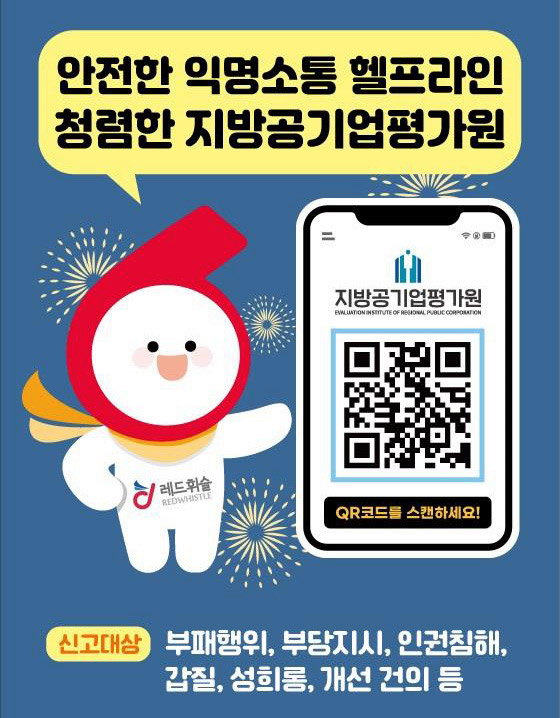 안전한 익명소통 헬프라인
청렴한 지방공기업평가원
지방공기업평가원
EVALUATION INSTITUTE OF REGIONAL PUBLIC CORPORATION
레드휘슬
REDWHISTLE
QR코드를 스캔하세요!
신고대상 부패행위, 부당지시, 인권침해,
갑질, 성희롱, 개선 건의 등